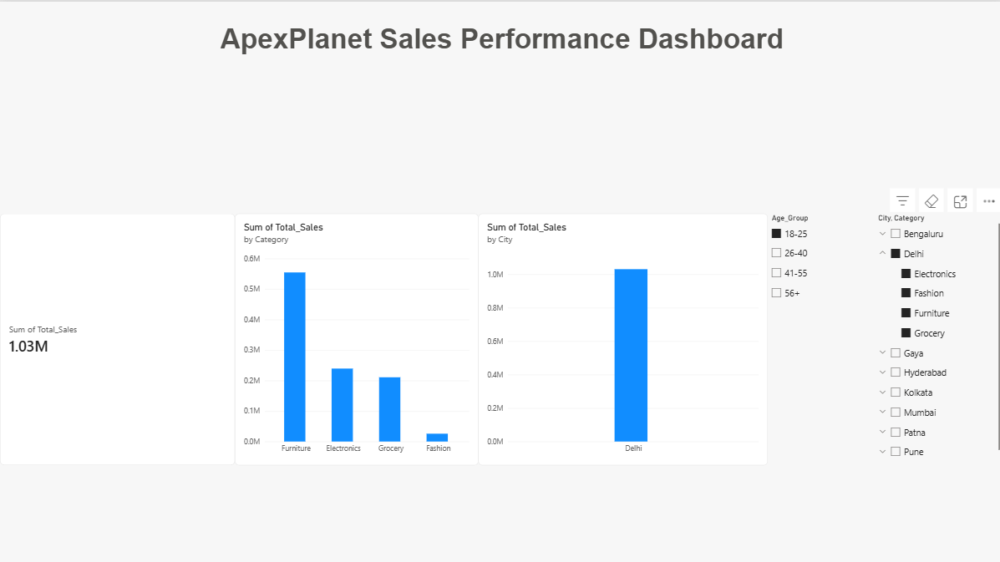 ApexPlanet Sales Performance Dashboard
Sum of Total_Sales
1.03M
Sum of Total_Sales
by Category
0.6M
0.5M
0.4M
0.3M
0.2M
0.1M
0.0M
Furniture
Electronics
Grocery
Fashion
Sum of Total_Sales
by City
1.0M
0.8M
0.6M
0.4M
0.2M
0.0M
Delhi
Age_Group
18-25
26-40
41-55
56+
City, Category
Bengaluru
Delhi
Electronics
Fashion
Furniture
Grocery
Gaya
Hyderabad
Kolkata
Mumbai
Patna
Pune